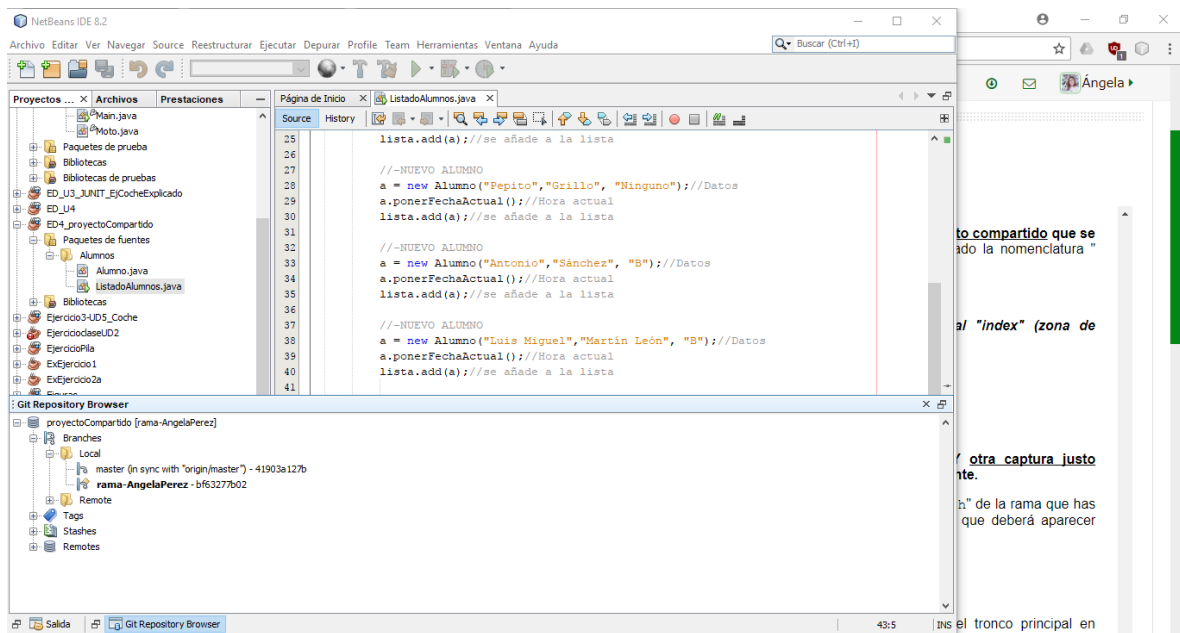 NetBeans IDE 8.2
Archivo Editar Ver Navegar Source Reestructurar Ejecutar Depurar Profile Team Herramientas Ventana Ayuda
Buscar (Ctrl+I)
Proyectos ... Archivos Prestaciones
Main.java
Moto.java
Paquetes de prueba
Bibliotecas
Bibliotecas de pruebas
ED_U3_JUNIT_EjCocheExplicado
ED_U4
ED4_proyectoCompartido
Paquetes de fuentes
Alumnos
Alumno.java
ListadoAlumnos.java
Bibliotecas
Ejercicio3-UD5_Coche
EjerciciodaseUD2
EjercicioPila
ExEjercicio1
ExEjercicio2a
Figuras
Página de Inicio ListadoAlumnos.java
Source History
25 lista.add(a);//se añade a la lista
26
27 //-NUEVO ALUMNO
28 a = new Alumno("Pepito","Grillo", "Ninguno");//Datos
29 a.ponerFechaActual();//Hora actual
30 lista.add(a);//se añade a la lista
31
32 //-NUEVO ALUMNO
33 a = new Alumno("Antonio","Sánchez", "B");//Datos
34 a.ponerFechaActual();//Hora actual
35 lista.add(a);//se añade a la lista
36
37 //-NUEVO ALUMNO
38 a = new Alumno("Luis Miguel","Martín León", "B");//Datos
39 a.ponerFechaActual();//Hora actual
40 lista.add(a);//se añade a la lista
41
Git Repository Browser
proyectoCompartido [rama-AngelaPerez]
Branches
Local
master (in sync with "origin/master") - 41903a127b
rama-AngelaPerez - bf63277b02
Remote
Tags
Stashes
Remotes
Salida Git Repository Browser
43:5 INS
Ángela
to compartido que se
ado la nomenclatura "
al "index" (zona de
Y otra captura justo
nte.
h" de la rama que has
que deberá aparecer
el tronco principal en